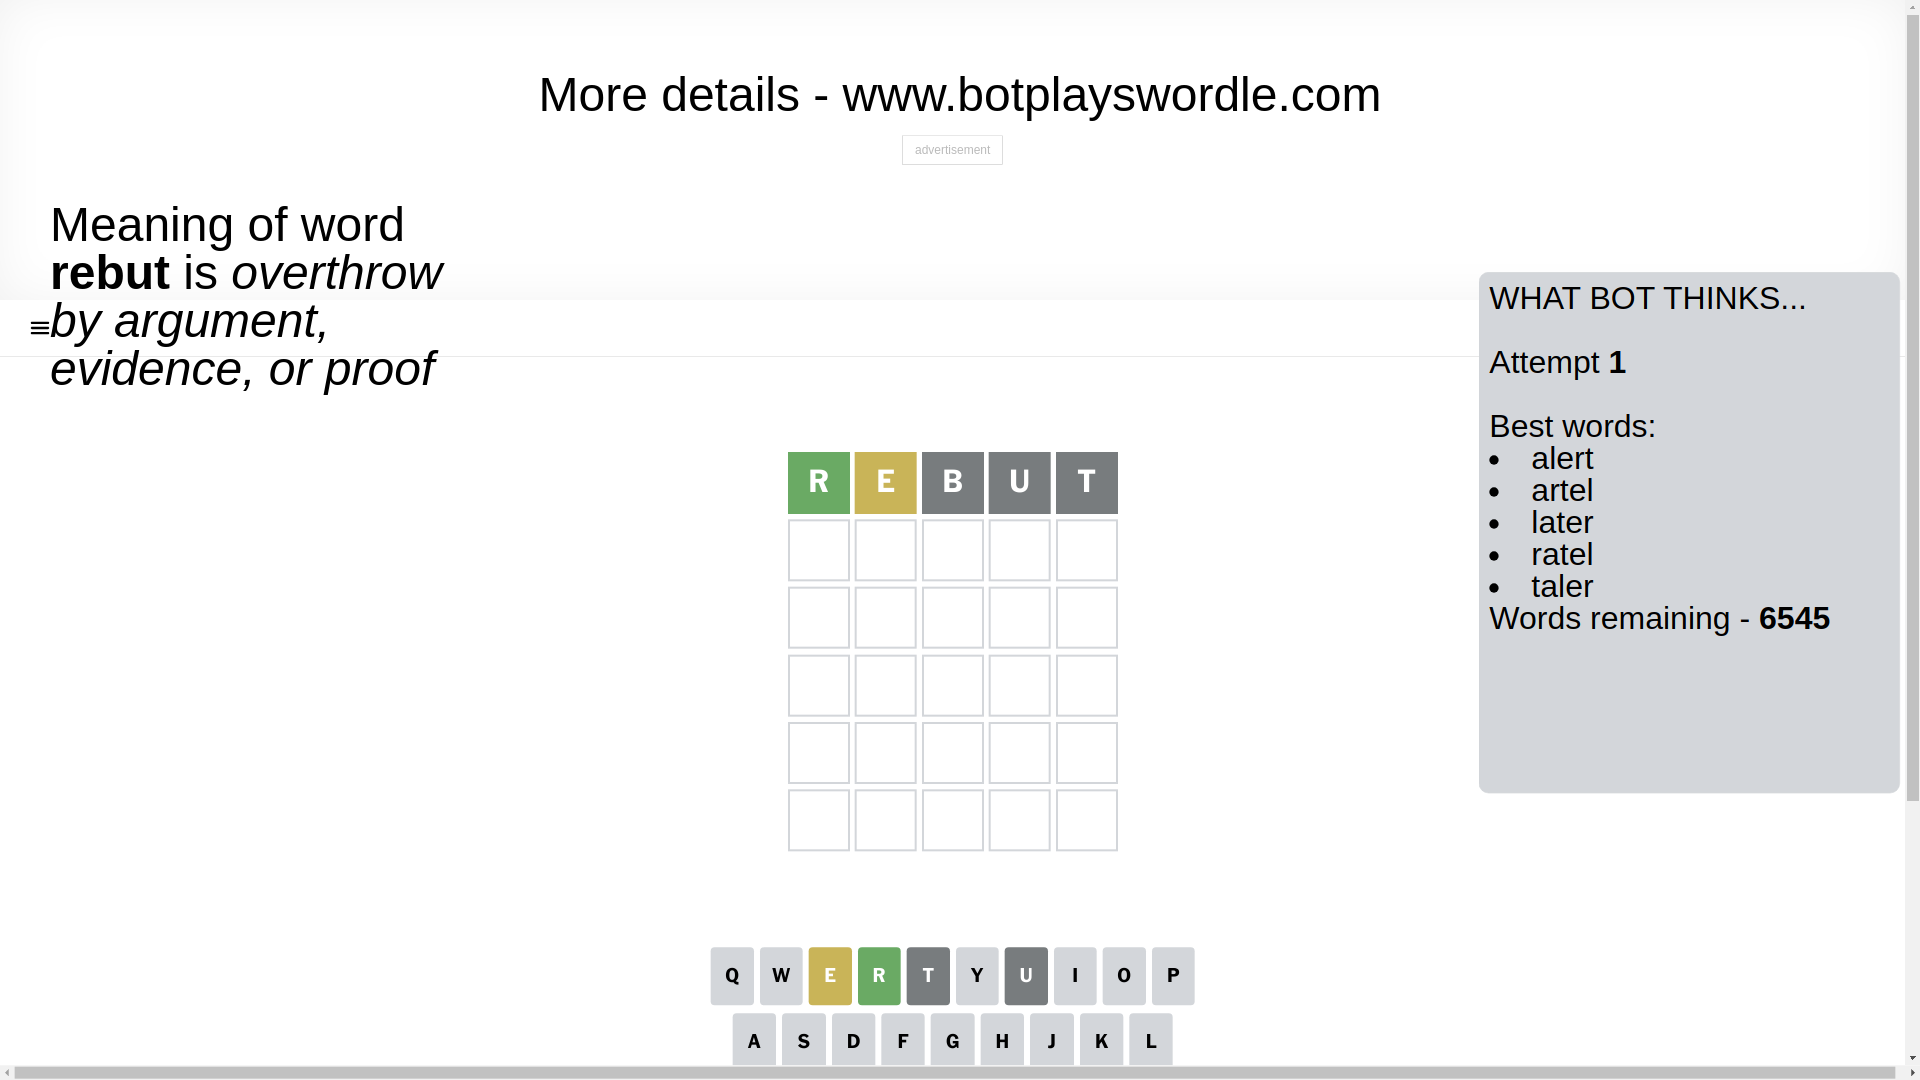 More details - www.botplayswordle.com
advertisement
Meaning of word
rebut is overthrow
by argument,
evidence, or proof
WHAT BOT THINKS...
Attempt 1
Best words:
• alert
• artel
• later
• ratel
• taler
Words remaining - 6545
R E B U T
Q W E R T Y U I O P
A S D F G H J K L